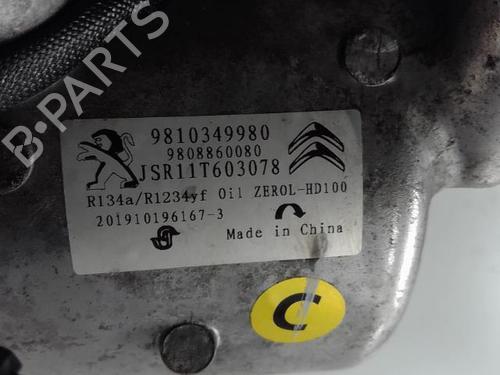 B-PARTS
9810349980
9808860080
JSR11T603078
R134a/R1234yf Oil ZEROL-HD100
201910196167-3
Made in China
C